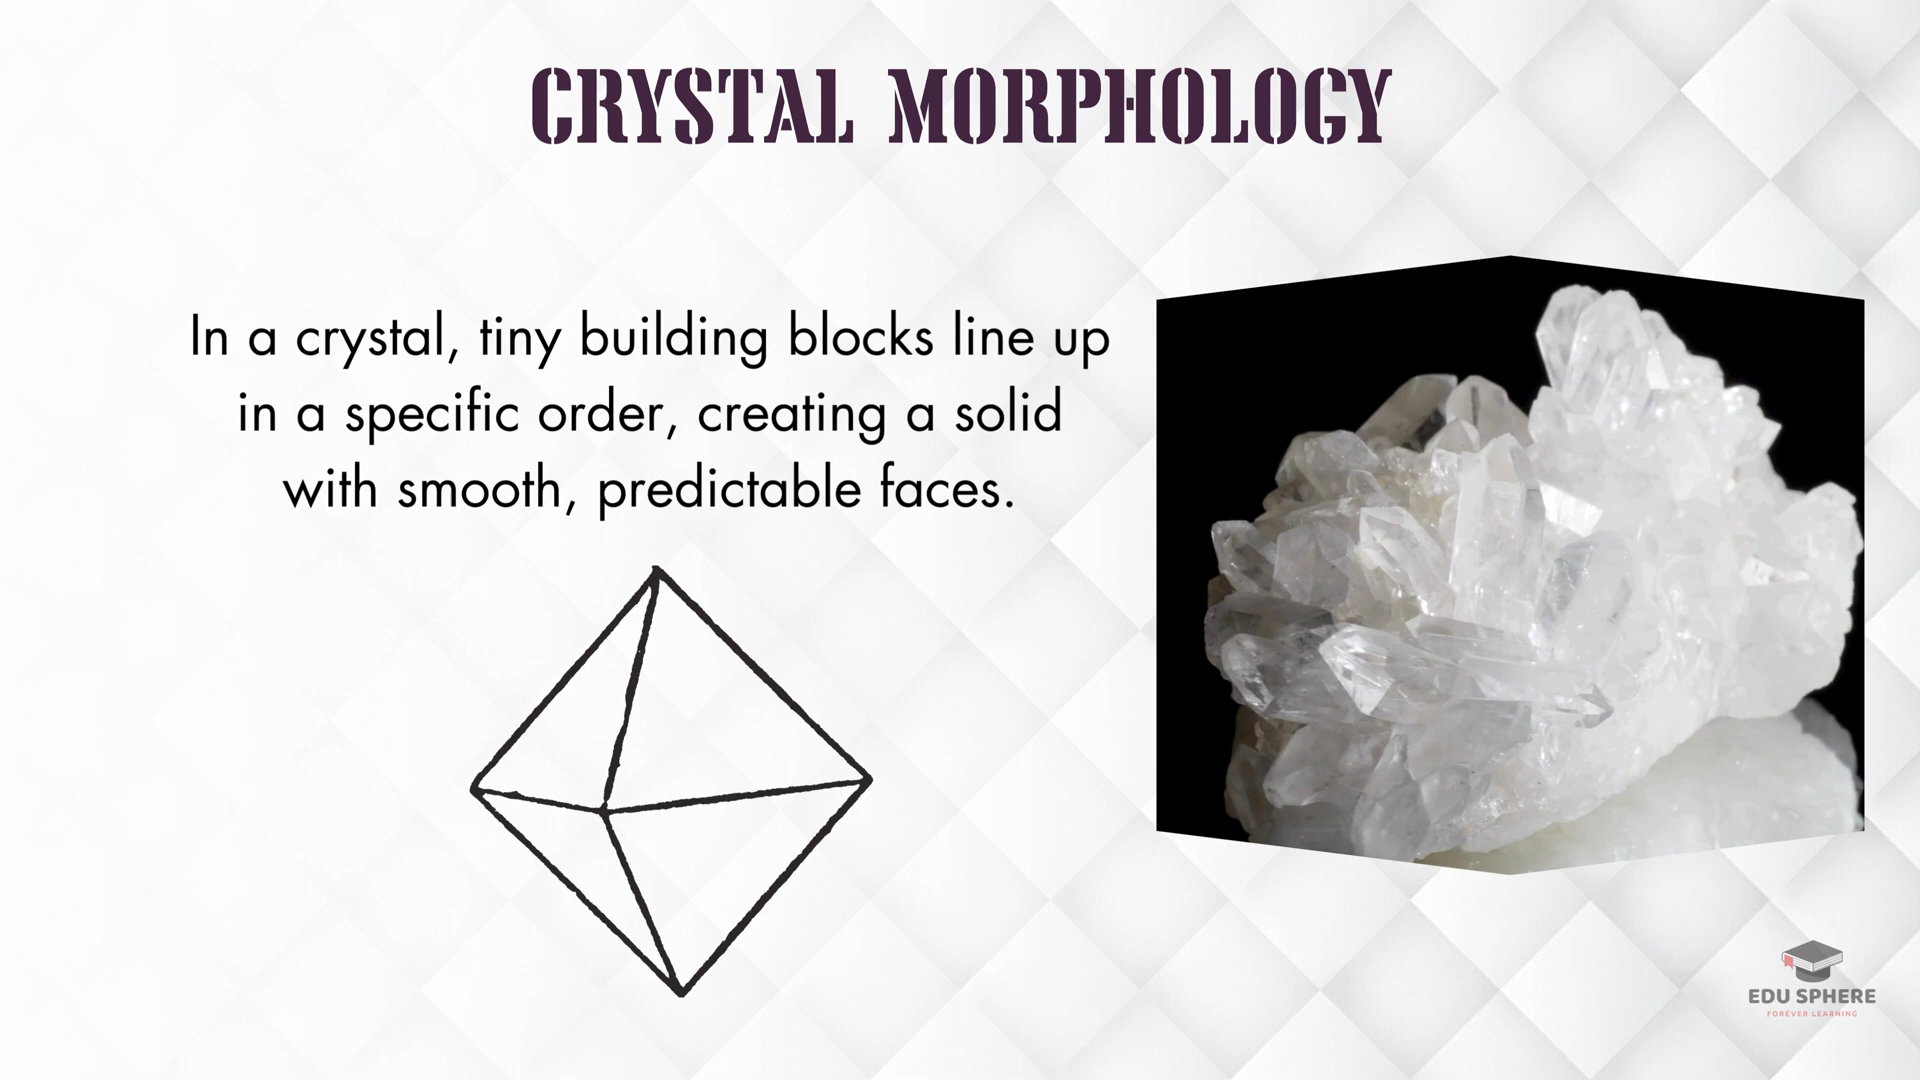 CRYSTAL MORPHOLOGY
In a crystal, tiny building blocks line up
in a specific order, creating a solid
with smooth, predictable faces.
EDU SPHERE
FOREVER LEARNING